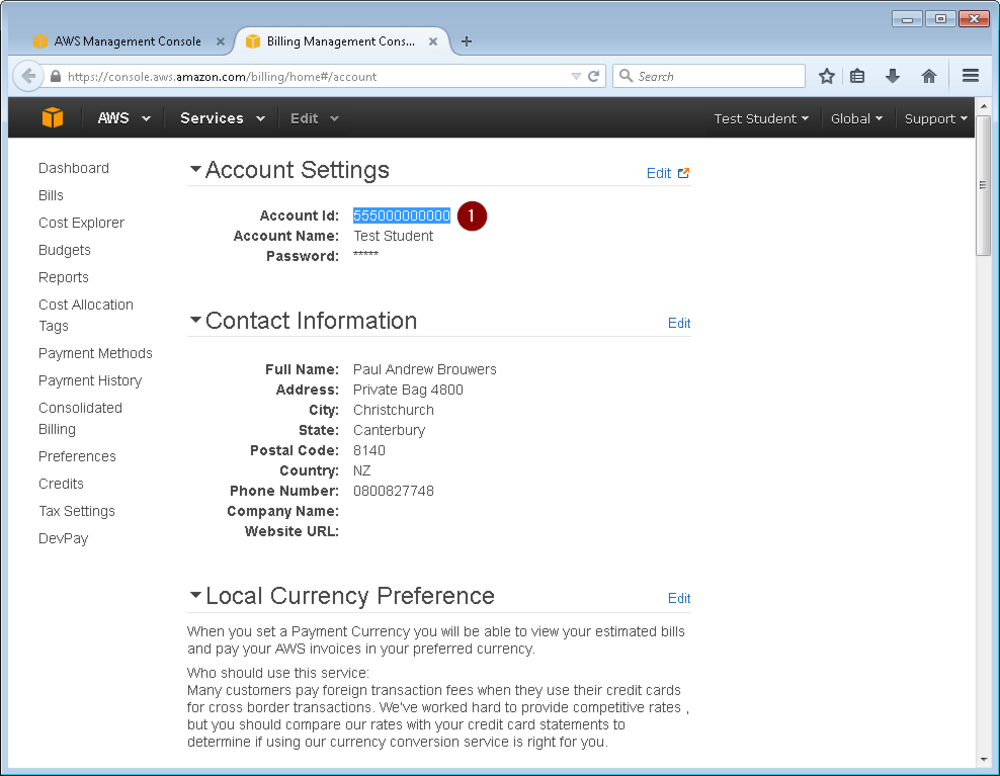 AWS Management Console
Billing Management Cons...
https://console.aws.amazon.com/billing/home#/account
Search
AWS Services Edit Test Student Global Support
Dashboard
Bills
Cost Explorer
Budgets
Reports
Cost Allocation
Tags
Payment Methods
Payment History
Consolidated
Billing
Preferences
Credits
Tax Settings
DevPay
Account Settings Edit
Account Id: 555000000000 1
Account Name: Test Student
Password: *****
Contact Information Edit
Full Name: Paul Andrew Brouwers
Address: Private Bag 4800
City: Christchurch
State: Canterbury
Postal Code: 8140
Country: NZ
Phone Number: 0800827748
Company Name:
Website URL:
Local Currency Preference Edit
When you set a Payment Currency you will be able to view your estimated bills
and pay your AWS invoices in your preferred currency.
Who should use this service:
Many customers pay foreign transaction fees when they use their credit cards
for cross border transactions. We've worked hard to provide competitive rates ,
but you should compare our rates with your credit card statements to
determine if using our currency conversion service is right for you.